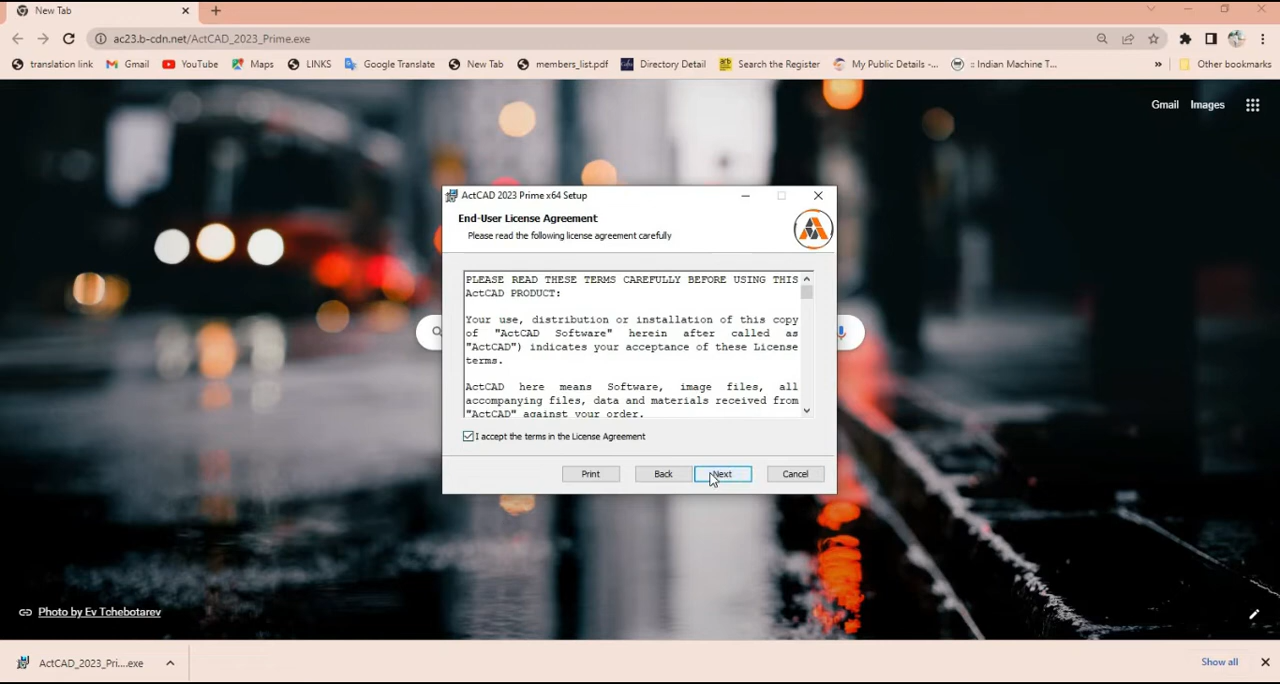 New Tab
ac23.b-cdn.net/ActCAD_2023_Prime.exe
translation link Gmail YouTube Maps LINKS Google Translate New Tab members_list.pdf Directory Detail Search the Register My Public Details -... :: Indian Machine T... » Other bookmarks
Gmail Images
ActCAD 2023 Prime x64 Setup
End-User License Agreement
Please read the following license agreement carefully
PLEASE READ THESE TERMS CAREFULLY BEFORE USING THIS
ActCAD PRODUCT:
Your use, distribution or installation of this copy
of "ActCAD Software" herein after called as
"ActCAD") indicates your acceptance of these License
terms.
ActCAD here means Software, image files, all
accompanying files, data and materials received from
"ActCAD" against your order.
I accept the terms in the License Agreement
Print Back Next Cancel
Photo by Ev Tchebotarev
ActCAD_2023_Pri....exe Show all